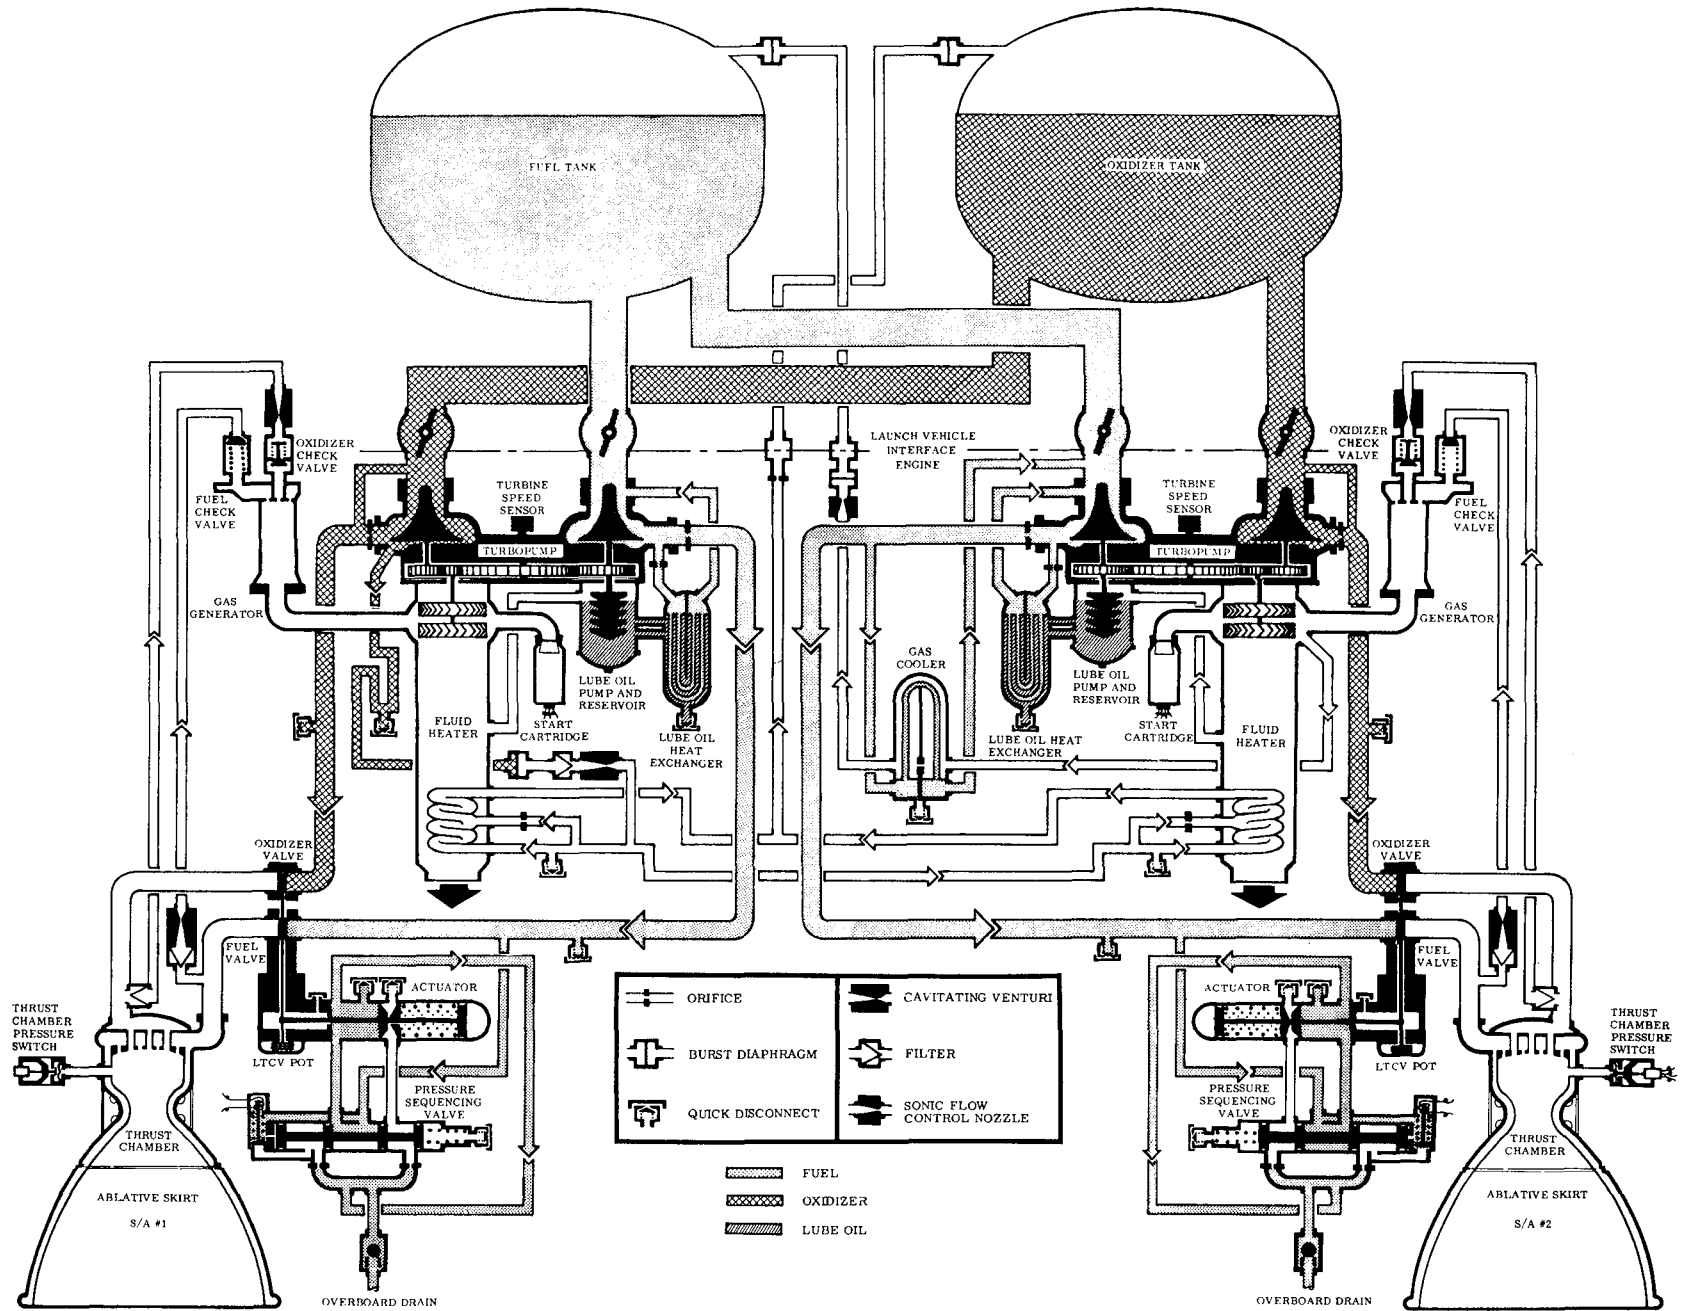 FUEL TANK
OXIDIZER TANK
OXIDIZER
CHECK
VALVE
FUEL
CHECK
VALVE
TURBINE
SPEED
SENSOR
LAUNCH VEHICLE
INTERFACE
ENGINE
TURBINE
SPEED
SENSOR
OXIDIZER
CHECK
VALVE
FUEL
CHECK
VALVE
TURBOPUMP
TURBOPUMP
GAS
GENERATOR
GAS
GENERATOR
GAS
COOLER
LUBE OIL
PUMP AND
RESERVOIR
LUBE OIL
PUMP AND
RESERVOIR
FLUID
HEATER
START
CARTRIDGE
LUBE OIL
HEAT
EXCHANGER
LUBE OIL HEAT
EXCHANGER
START
CARTRIDGE
FLUID
HEATER
OXIDIZER
VALVE
OXIDIZER
VALVE
FUEL
VALVE
FUEL
VALVE
ACTUATOR
ACTUATOR
THRUST
CHAMBER
PRESSURE
SWITCH
LTCV POT
PRESSURE
SEQUENCING
VALVE
ORIFICE
CAVITATING VENTURI
BURST DIAPHRAGM
FILTER
QUICK DISCONNECT
SONIC FLOW
CONTROL NOZZLE
PRESSURE
SEQUENCING
VALVE
LTCV POT
THRUST
CHAMBER
PRESSURE
SWITCH
THRUST
CHAMBER
ABLATIVE SKIRT
S/A #1
FUEL
OXIDIZER
LUBE OIL
THRUST
CHAMBER
ABLATIVE SKIRT
S/A #2
OVERBOARD DRAIN
OVERBOARD DRAIN